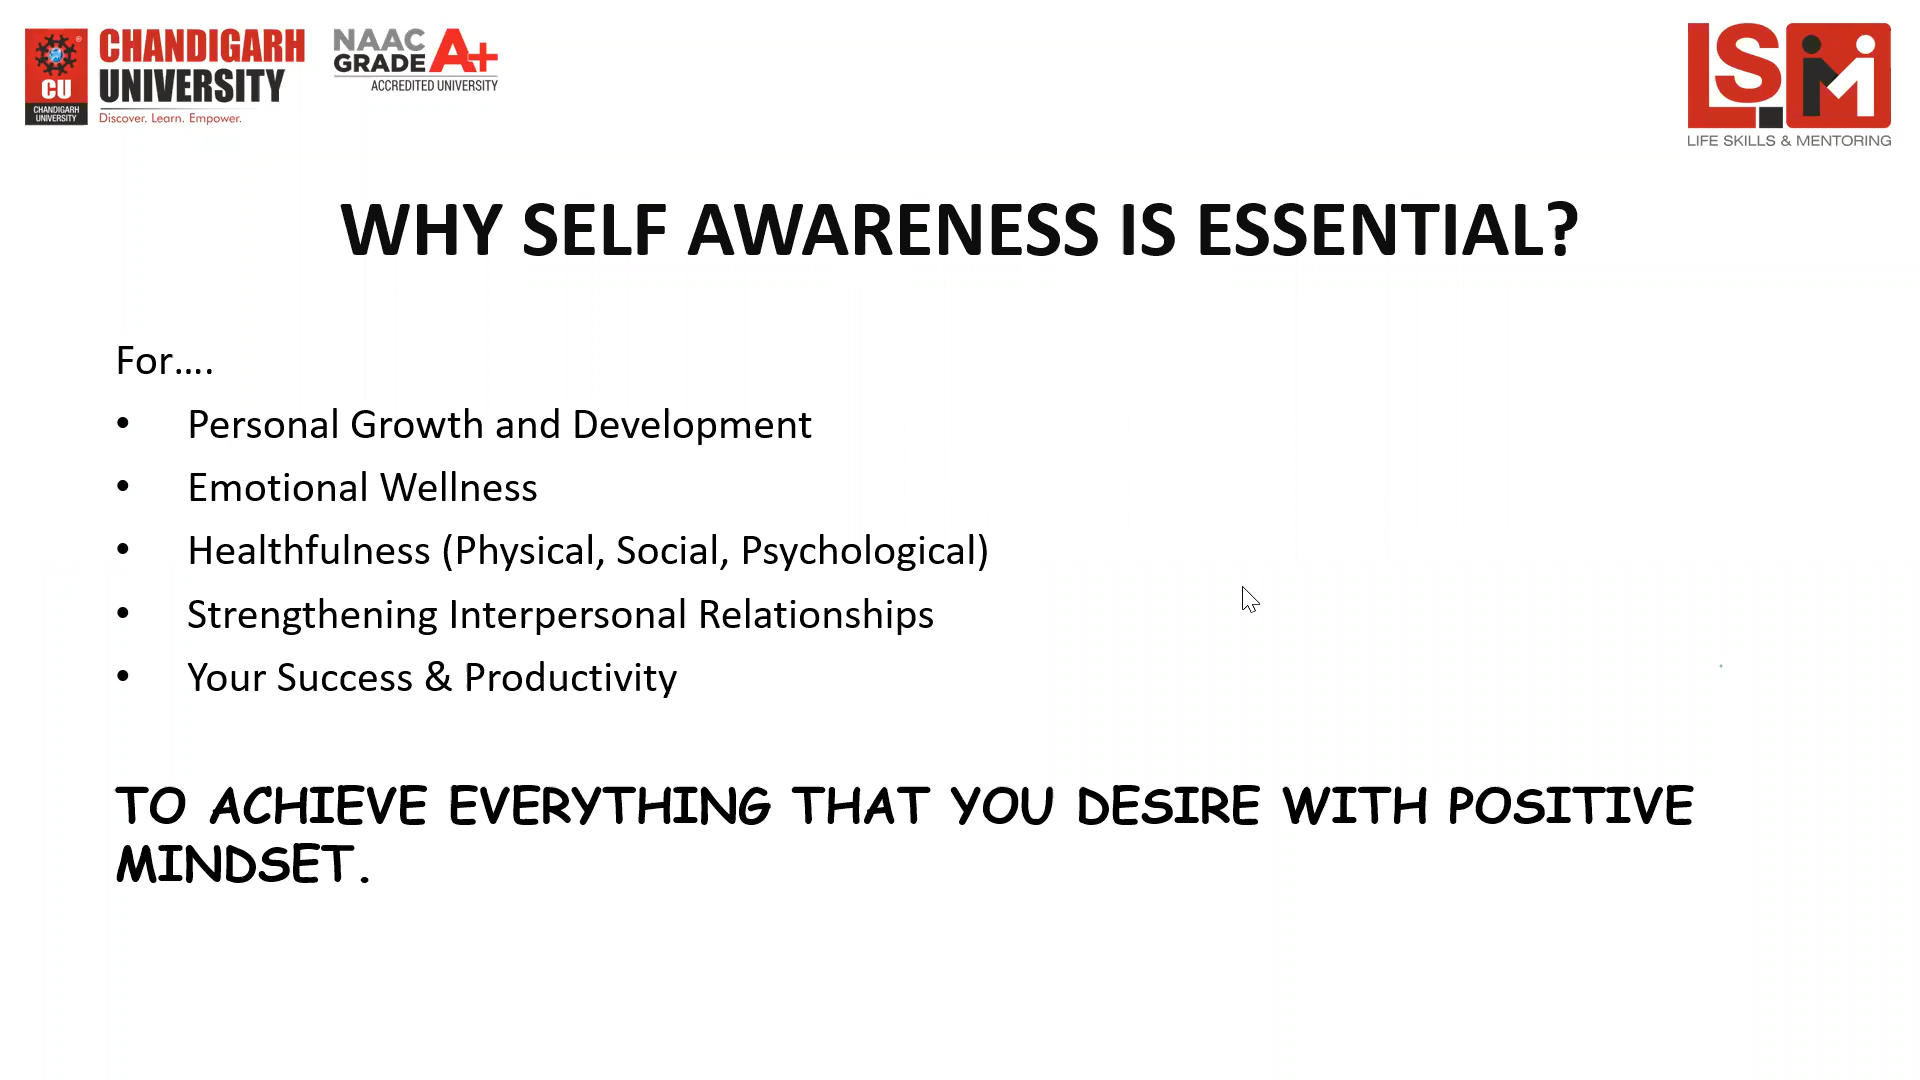 CHANDIGARH
UNIVERSITY
Discover. Learn. Empower.
CU
CHANDIGARH
UNIVERSITY
NAAC
GRADE A+
ACCREDITED UNIVERSITY
LSM
LIFE SKILLS & MENTORING
WHY SELF AWARENESS IS ESSENTIAL?
For....
• Personal Growth and Development
• Emotional Wellness
• Healthfulness (Physical, Social, Psychological)
• Strengthening Interpersonal Relationships
• Your Success & Productivity
TO ACHIEVE EVERYTHING THAT YOU DESIRE WITH POSITIVE
MINDSET.